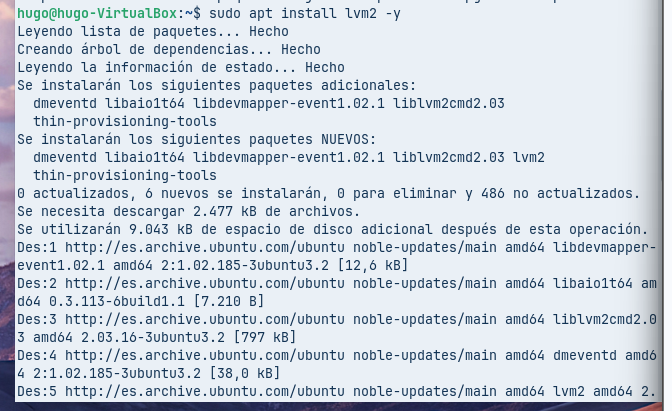 hugo@hugo-VirtualBox:~$ sudo apt install lvm2 -y
Leyendo lista de paquetes... Hecho
Creando árbol de dependencias... Hecho
Leyendo la información de estado... Hecho
Se instalarán los siguientes paquetes adicionales:
  dmeventd libaio1t64 libdevmapper-event1.02.1 liblvm2cmd2.03
  thin-provisioning-tools
Se instalarán los siguientes paquetes NUEVOS:
  dmeventd libaio1t64 libdevmapper-event1.02.1 liblvm2cmd2.03 lvm2
  thin-provisioning-tools
0 actualizados, 6 nuevos se instalarán, 0 para eliminar y 486 no actualizados.
Se necesita descargar 2.477 kB de archivos.
Se utilizarán 9.043 kB de espacio de disco adicional después de esta operación.
Des:1 http://es.archive.ubuntu.com/ubuntu noble-updates/main amd64 libdevmapper-
event1.02.1 amd64 2:1.02.185-3ubuntu3.2 [12,6 kB]
Des:2 http://es.archive.ubuntu.com/ubuntu noble-updates/main amd64 libaio1t64 am
d64 0.3.113-6build1.1 [7.210 B]
Des:3 http://es.archive.ubuntu.com/ubuntu noble-updates/main amd64 liblvm2cmd2.0
3 amd64 2.03.16-3ubuntu3.2 [797 kB]
Des:4 http://es.archive.ubuntu.com/ubuntu noble-updates/main amd64 dmeventd amd6
4 2:1.02.185-3ubuntu3.2 [38,0 kB]
Des:5 http://es.archive.ubuntu.com/ubuntu noble-updates/main amd64 lvm2 amd64 2.